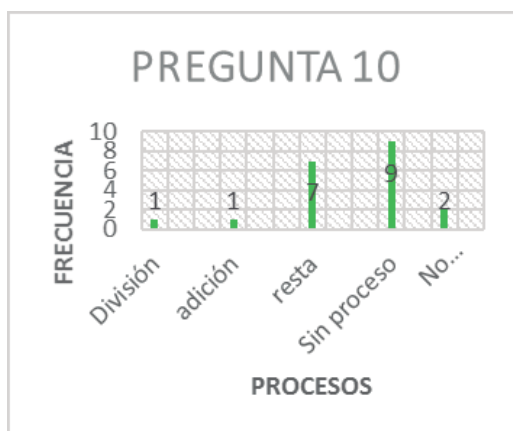 PREGUNTA 10
FRECUENCIA
10
8
6
4
2
0
1
1
7
9
2
División
adición
resta
Sin proceso
No...
PROCESOS